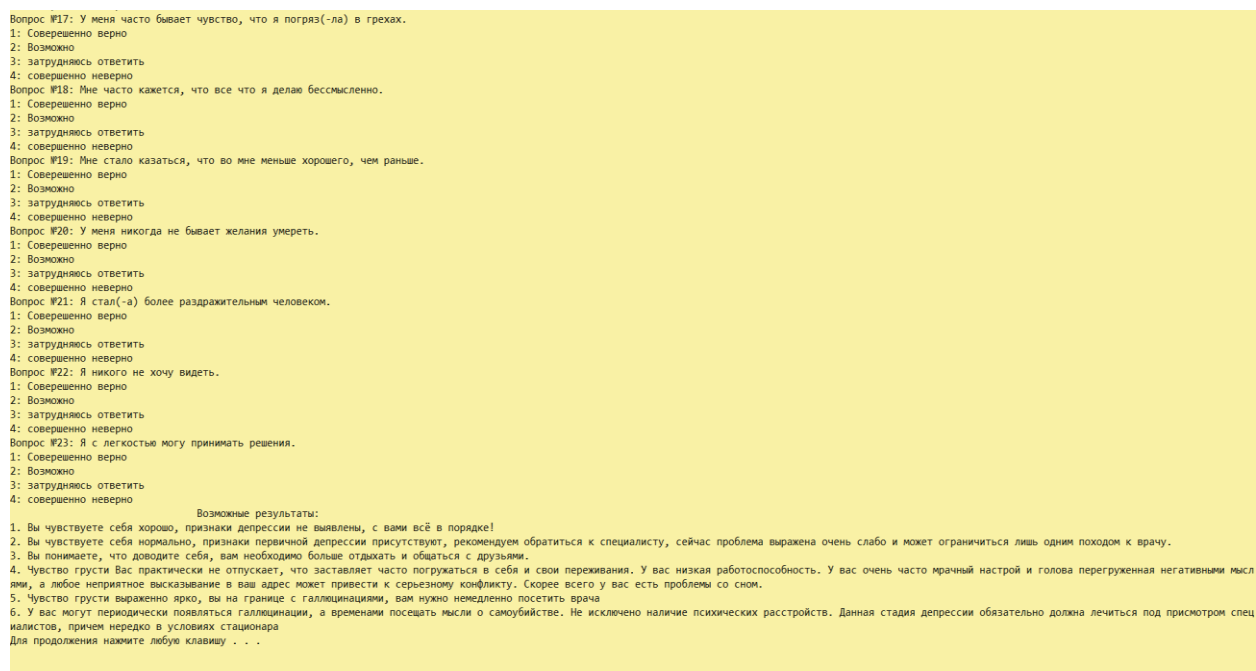 Вопрос №17: У меня часто бывает чувство, что я погряз(-ла) в грехах.
1: Соверешенно верно
2: Возможно
3: затрудняюсь ответить
4: совершенно неверно
Вопрос №18: Мне часто кажется, что все что я делаю бессмысленно.
1: Соверешенно верно
2: Возможно
3: затрудняюсь ответить
4: совершенно неверно
Вопрос №19: Мне стало казаться, что во мне меньше хорошего, чем раньше.
1: Соверешенно верно
2: Возможно
3: затрудняюсь ответить
4: совершенно неверно
Вопрос №20: У меня никогда не бывает желания умереть.
1: Соверешенно верно
2: Возможно
3: затрудняюсь ответить
4: совершенно неверно
Вопрос №21: Я стал(-а) более раздражительным человеком.
1: Соверешенно верно
2: Возможно
3: затрудняюсь ответить
4: совершенно неверно
Вопрос №22: Я никого не хочу видеть.
1: Соверешенно верно
2: Возможно
3: затрудняюсь ответить
4: совершенно неверно
Вопрос №23: Я с легкостью могу принимать решения.
1: Соверешенно верно
2: Возможно
3: затрудняюсь ответить
4: совершенно неверно
Возможные результаты:
1. Вы чувствуете себя хорошо, признаки депрессии не выявлены, с вами всё в порядке!
2. Вы чувствуете себя нормально, признаки первичной депрессии присутствуют, рекомендуем обратиться к специалисту, сейчас проблема выражена очень слабо и может ограничиться лишь одним походом к врачу.
3. Вы понимаете, что доводите себя, вам необходимо больше отдыхать и общаться с друзьями.
4. Чувство грусти Вас практически не отпускает, что заставляет часто погружаться в себя и свои переживания. У вас низкая работоспособность. У вас очень часто мрачный настрой и голова перегруженная негативными мысл
ями, а любое неприятное высказывание в ваш адрес может привести к серьезному конфликту. Скорее всего у вас есть проблемы со сном.
5. Чувство грусти выраженно ярко, вы на границе с галлюцинациями, вам нужно немедленно посетить врача
6. У вас могут периодически появляться галлюцинации, а временами посещать мысли о самоубийстве. Не исключено наличие психических расстройств. Данная стадия депрессии обязательно должна лечиться под присмотром спец
иалистов, причем нередко в условиях стационара
Для продолжения нажмите любую клавишу . . .